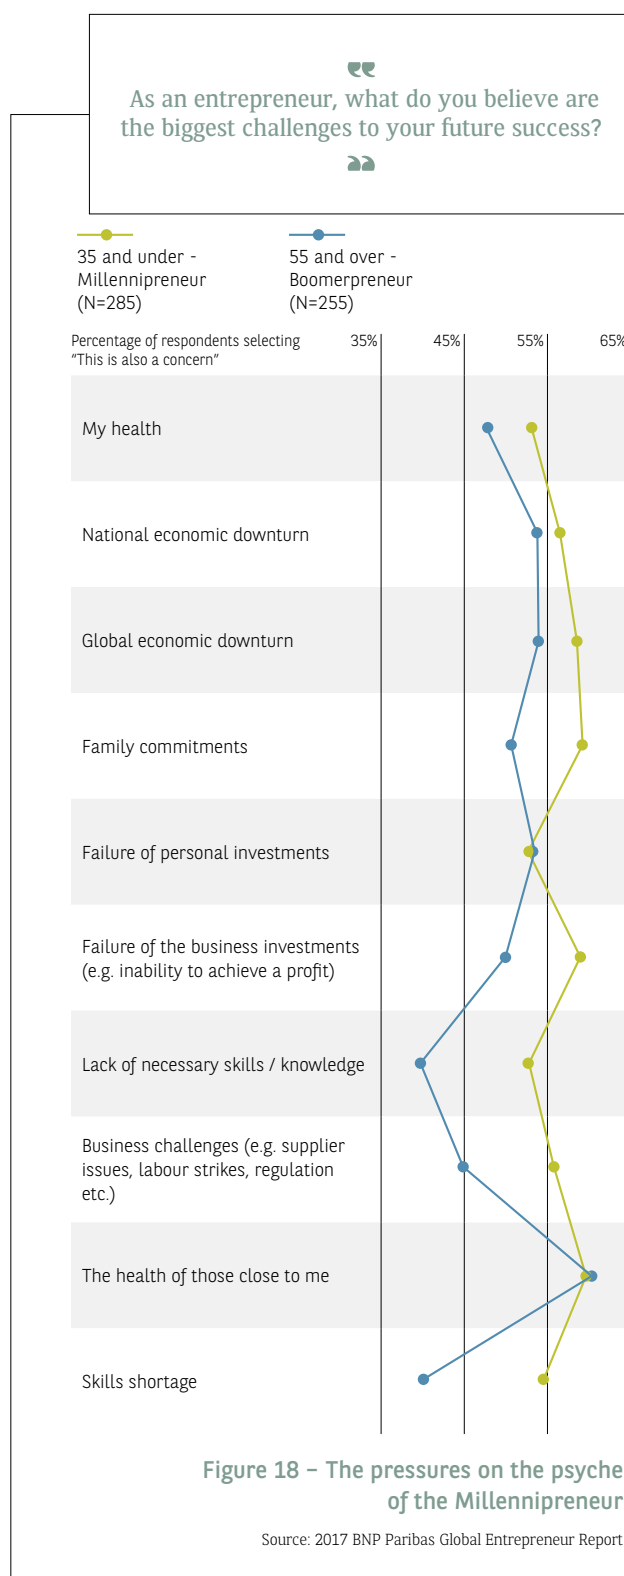 As an entrepreneur, what do you believe are
the biggest challenges to your future success?
35 and under -
Millennipreneur
(N=285)
55 and over -
Boomerpreneur
(N=255)
Percentage of respondents selecting
“This is also a concern”
35%
45%
55%
65%
My health
National economic downturn
Global economic downturn
Family commitments
Failure of personal investments
Failure of the business investments
(e.g. inability to achieve a profit)
Lack of necessary skills / knowledge
Business challenges (e.g. supplier
issues, labour strikes, regulation
etc.)
The health of those close to me
Skills shortage
Figure 18 – The pressures on the psyche
of the Millennipreneur
Source: 2017 BNP Paribas Global Entrepreneur Report